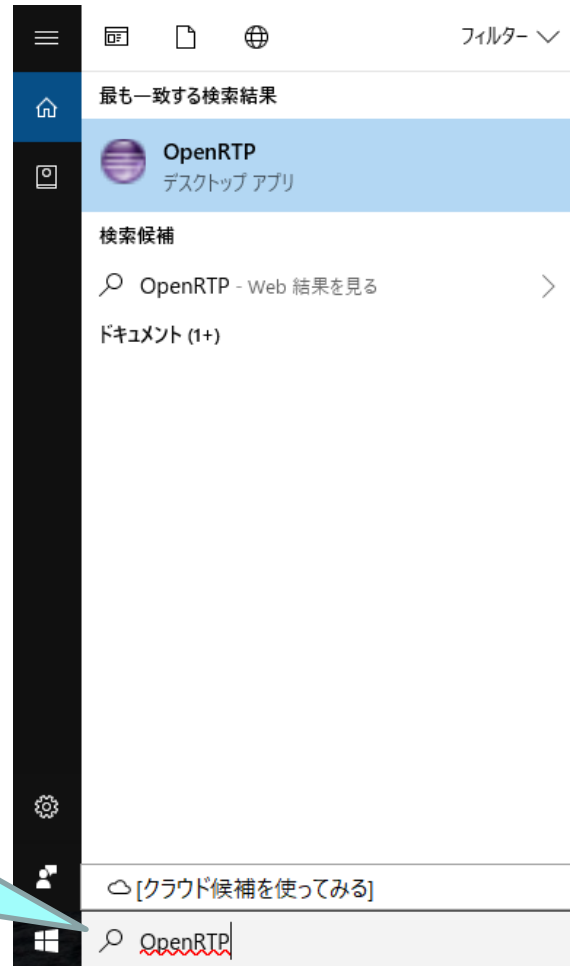 フィルター
最も一致する検索結果
OpenRTP
デスクトップ アプリ
検索候補
OpenRTP - Web 結果を見る
ドキュメント (1+)
[クラウド候補を使ってみる]
OpenRTP